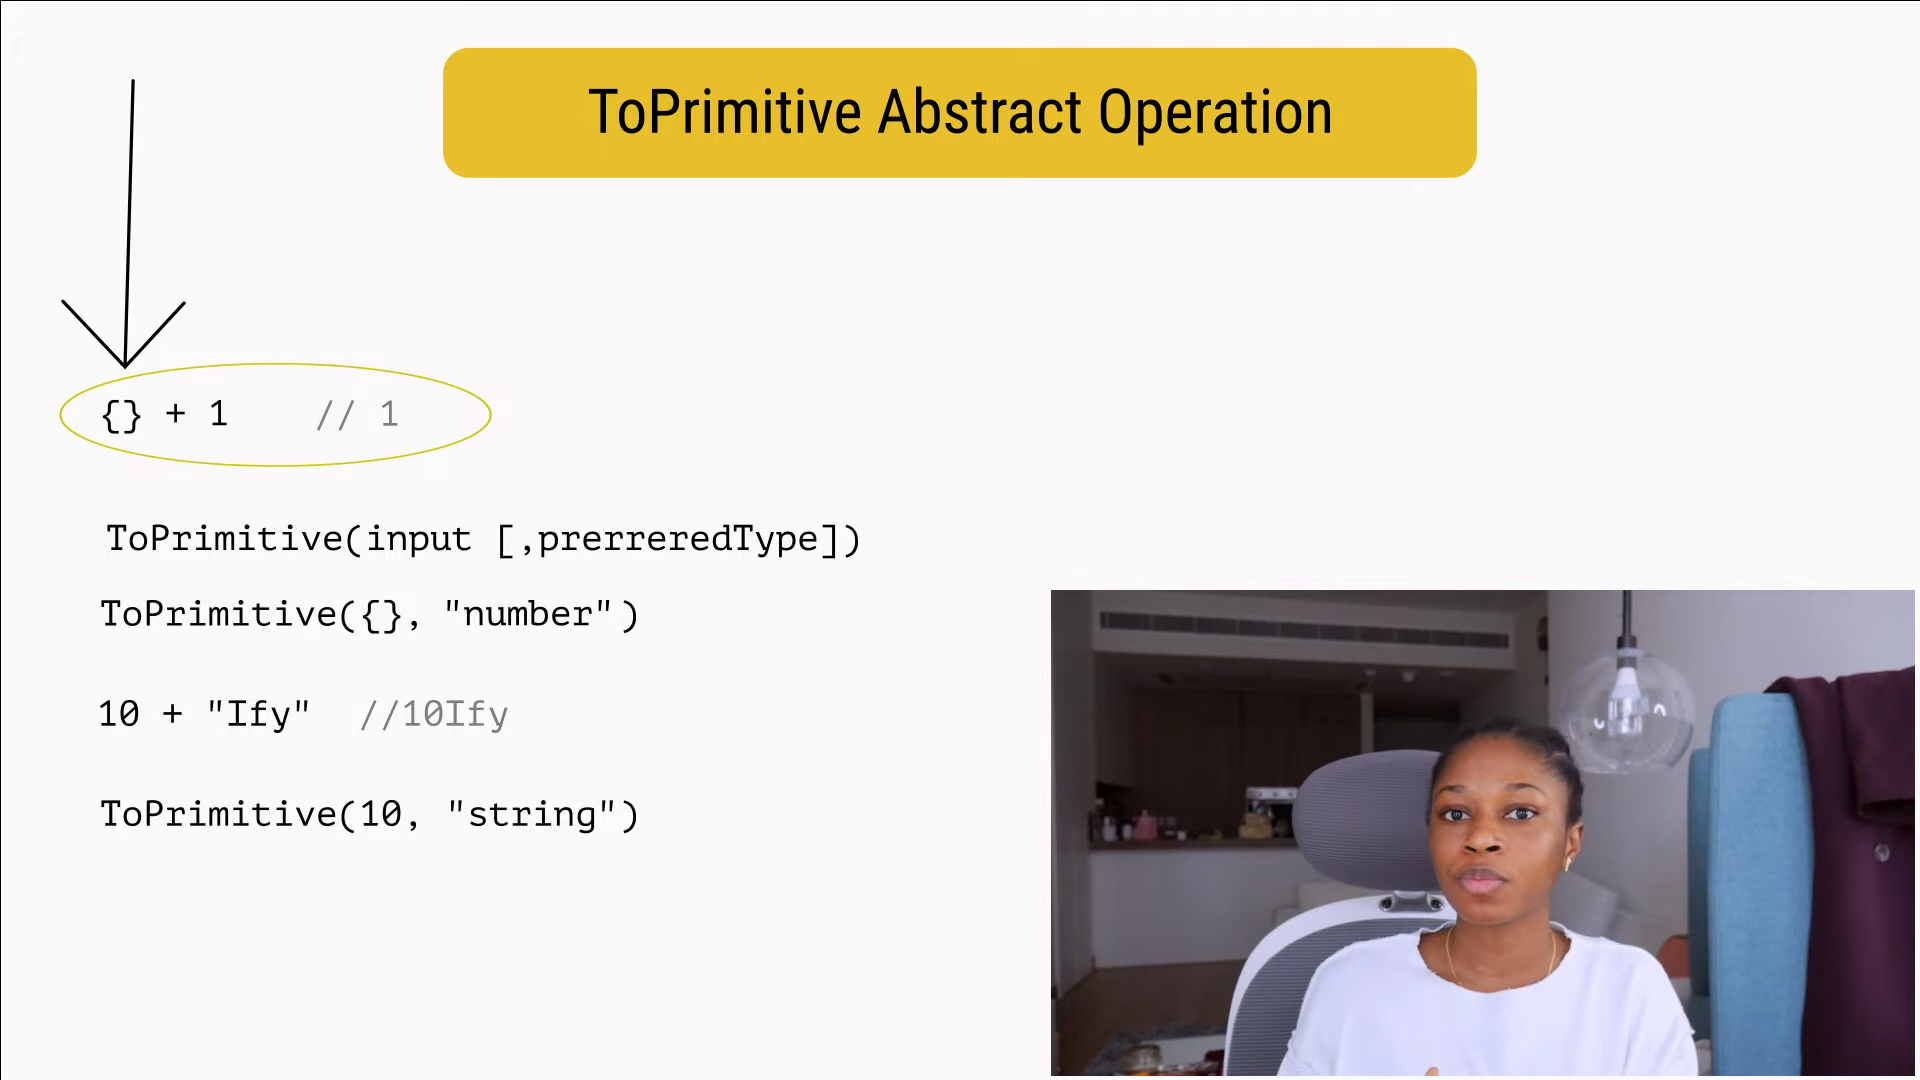 ToPrimitive Abstract Operation
{} + 1 // 1
ToPrimitive(input [,prerreredType])
ToPrimitive({}, "number")
10 + "Ify" //10Ify
ToPrimitive(10, "string")